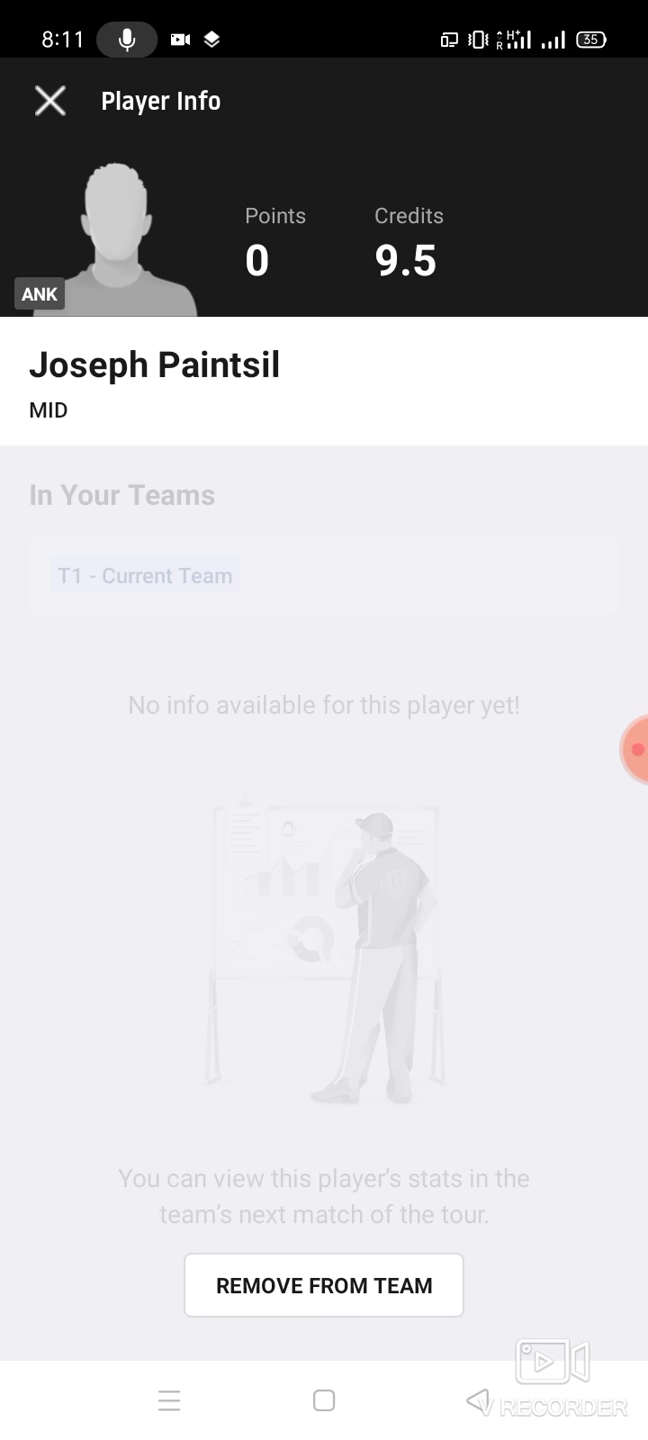 8:11
H+
R
35
Player Info
Points
Credits
0
9.5
ANK
Joseph Paintsil
MID
In Your Teams
T1 - Current Team
No info available for this player yet!
You can view this player's stats in the
team's next match of the tour.
REMOVE FROM TEAM
V RECORDER